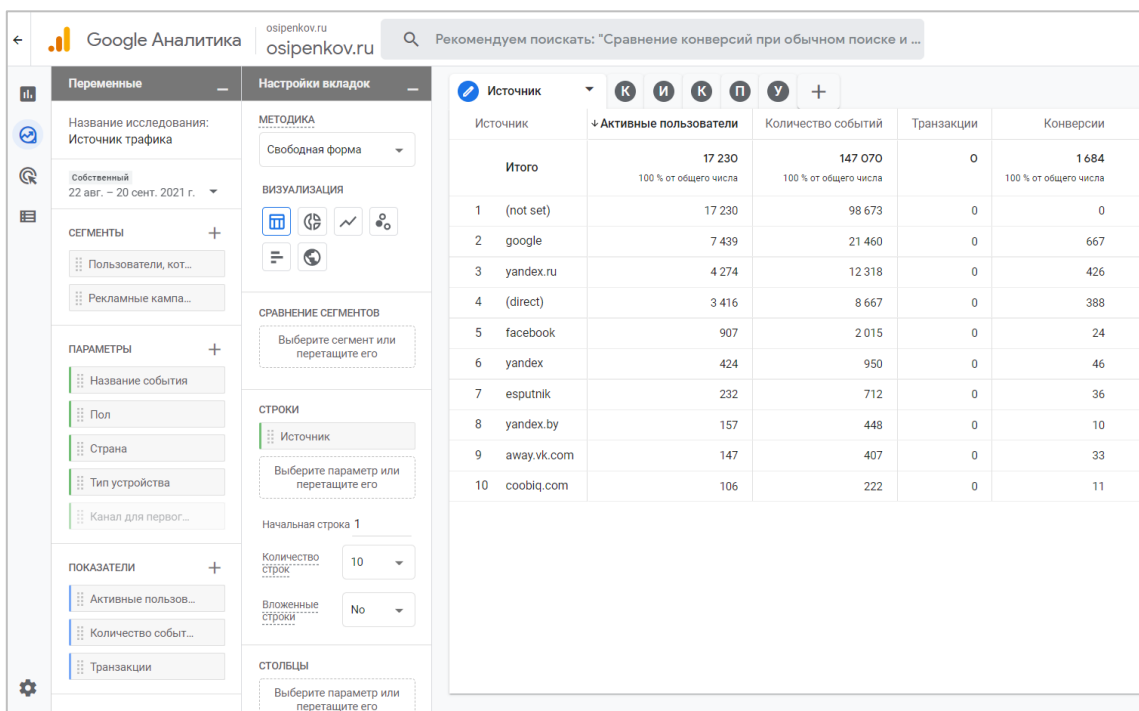 Google Аналитика
osipenkov.ru
osipenkov.ru
Рекомендуем поискать: "Сравнение конверсий при обычном поиске и ...
Переменные
Название исследования:
Источник трафика
Собственный
22 авг. – 20 сент. 2021 г.
СЕГМЕНТЫ
Пользователи, кот...
Рекламные кампа...
ПАРАМЕТРЫ
Название события
Пол
Страна
Тип устройства
Канал для первог...
ПОКАЗАТЕЛИ
Активные пользов...
Количество событ...
Транзакции
Настройки вкладок
МЕТОДИКА
Свободная форма
ВИЗУАЛИЗАЦИЯ
СРАВНЕНИЕ СЕГМЕНТОВ
Выберите сегмент или
перетащите его
СТРОКИ
Источник
Выберите параметр или
перетащите его
Начальная строка 1
Количество
строк
10
Вложенные
строки
No
СТОЛБЦЫ
Выберите параметр или
перетащите его
Источник К И К П У
Источник Активные пользователи Количество событий Транзакции Конверсии
Итого 17 230 147 070 0 1 684
100 % от общего числа 100 % от общего числа 100 % от общего числа
1 (not set) 17 230 98 673 0 0
2 google 7 439 21 460 0 667
3 yandex.ru 4 274 12 318 0 426
4 (direct) 3 416 8 667 0 388
5 facebook 907 2 015 0 24
6 yandex 424 950 0 46
7 esputnik 232 712 0 36
8 yandex.by 157 448 0 10
9 away.vk.com 147 407 0 33
10 coobiq.com 106 222 0 11